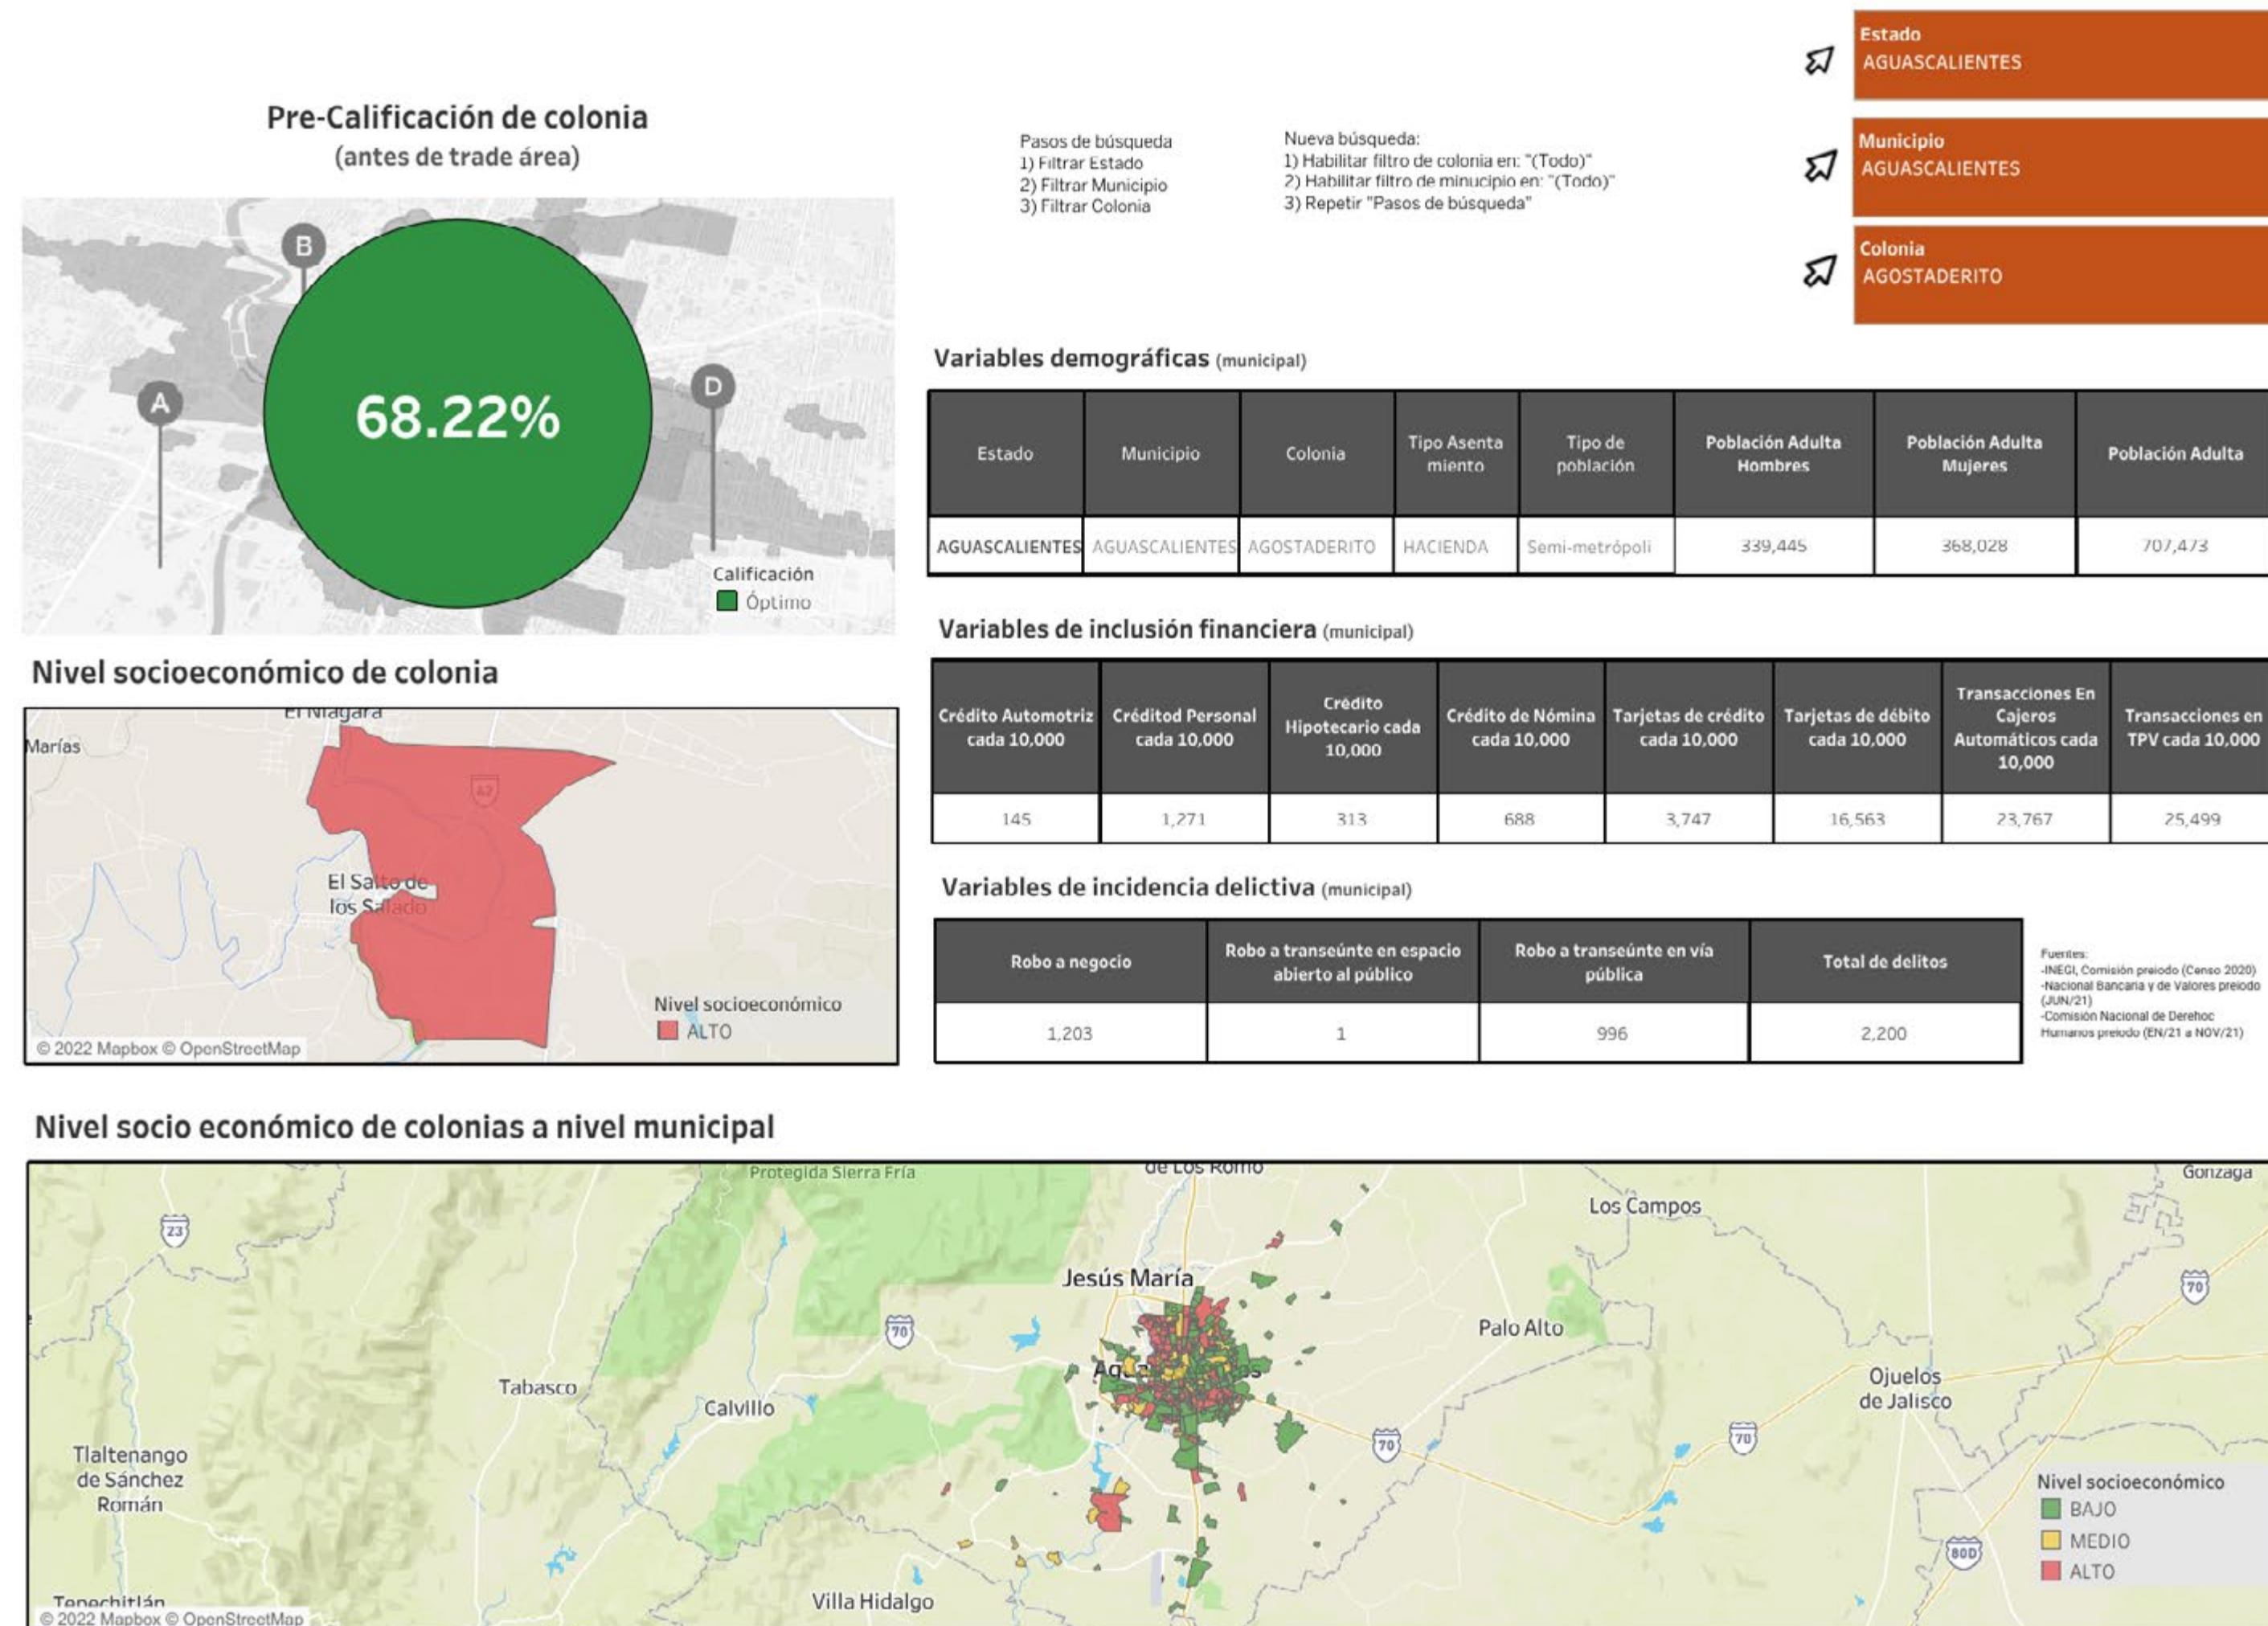 Estado
AGUASCALIENTES
Municipio
AGUASCALIENTES
Colonia
AGOSTADERITO
Pre-Calificación de colonia
(antes de trade área)
B
A
D
68.22%
Calificación
Óptimo
Pasos de búsqueda
1) Filtrar Estado
2) Filtrar Municipio
3) Filtrar Colonia
Nueva búsqueda:
1) Habilitar filtro de colonia en: "(Todo)"
2) Habilitar filtro de minucipio en: "(Todo)"
3) Repetir "Pasos de búsqueda"
Variables demográficas (municipal)
Estado
Municipio
Colonia
Tipo Asenta
miento
Tipo de
población
Población Adulta
Hombres
Población Adulta
Mujeres
Población Adulta
AGUASCALIENTES
AGUASCALIENTES
AGOSTADERITO
HACIENDA
Semi-metrópoli
339,445
368,028
707,473
Variables de inclusión financiera (municipal)
Crédito Automotriz
cada 10,000
Créditod Personal
cada 10,000
Crédito
Hipotecario cada
10,000
Crédito de Nómina
cada 10,000
Tarjetas de crédito
cada 10,000
Tarjetas de débito
cada 10,000
Transacciones En
Cajeros
Automáticos cada
10,000
Transacciones en
TPV cada 10,000
145
1,271
313
688
3,747
16,563
23,767
25,499
Variables de incidencia delictiva (municipal)
Robo a negocio
Robo a transeúnte en espacio
abierto al público
Robo a transeúnte en vía
pública
Total de delitos
1,203
1
996
2,200
Fuentes:
-INEGI, Comisión preiodo (Censo 2020)
-Nacional Bancaria y de Valores preiodo
(JUN/21)
-Comisión Nacional de Derehoc
Humanos preiodo (EN/21 a NOV/21)
Nivel socioeconómico de colonia
El Niágara
Marías
El Salto de
los Salado
Nivel socioeconómico
ALTO
© 2022 Mapbox © OpenStreetMap
Nivel socio económico de colonias a nivel municipal
Protegida Sierra Fría
de Los Romo
Gonzaga
23
Los Campos
Jesús María
70
70
Palo Alto
Tabasco
Calvillo
Ojuelos
de Jalisco
70
70
Tlaltenango
de Sánchez
Román
Nivel socioeconómico
BAJO
MEDIO
ALTO
80D
Villa Hidalgo
Tepechitlán
© 2022 Mapbox © OpenStreetMap